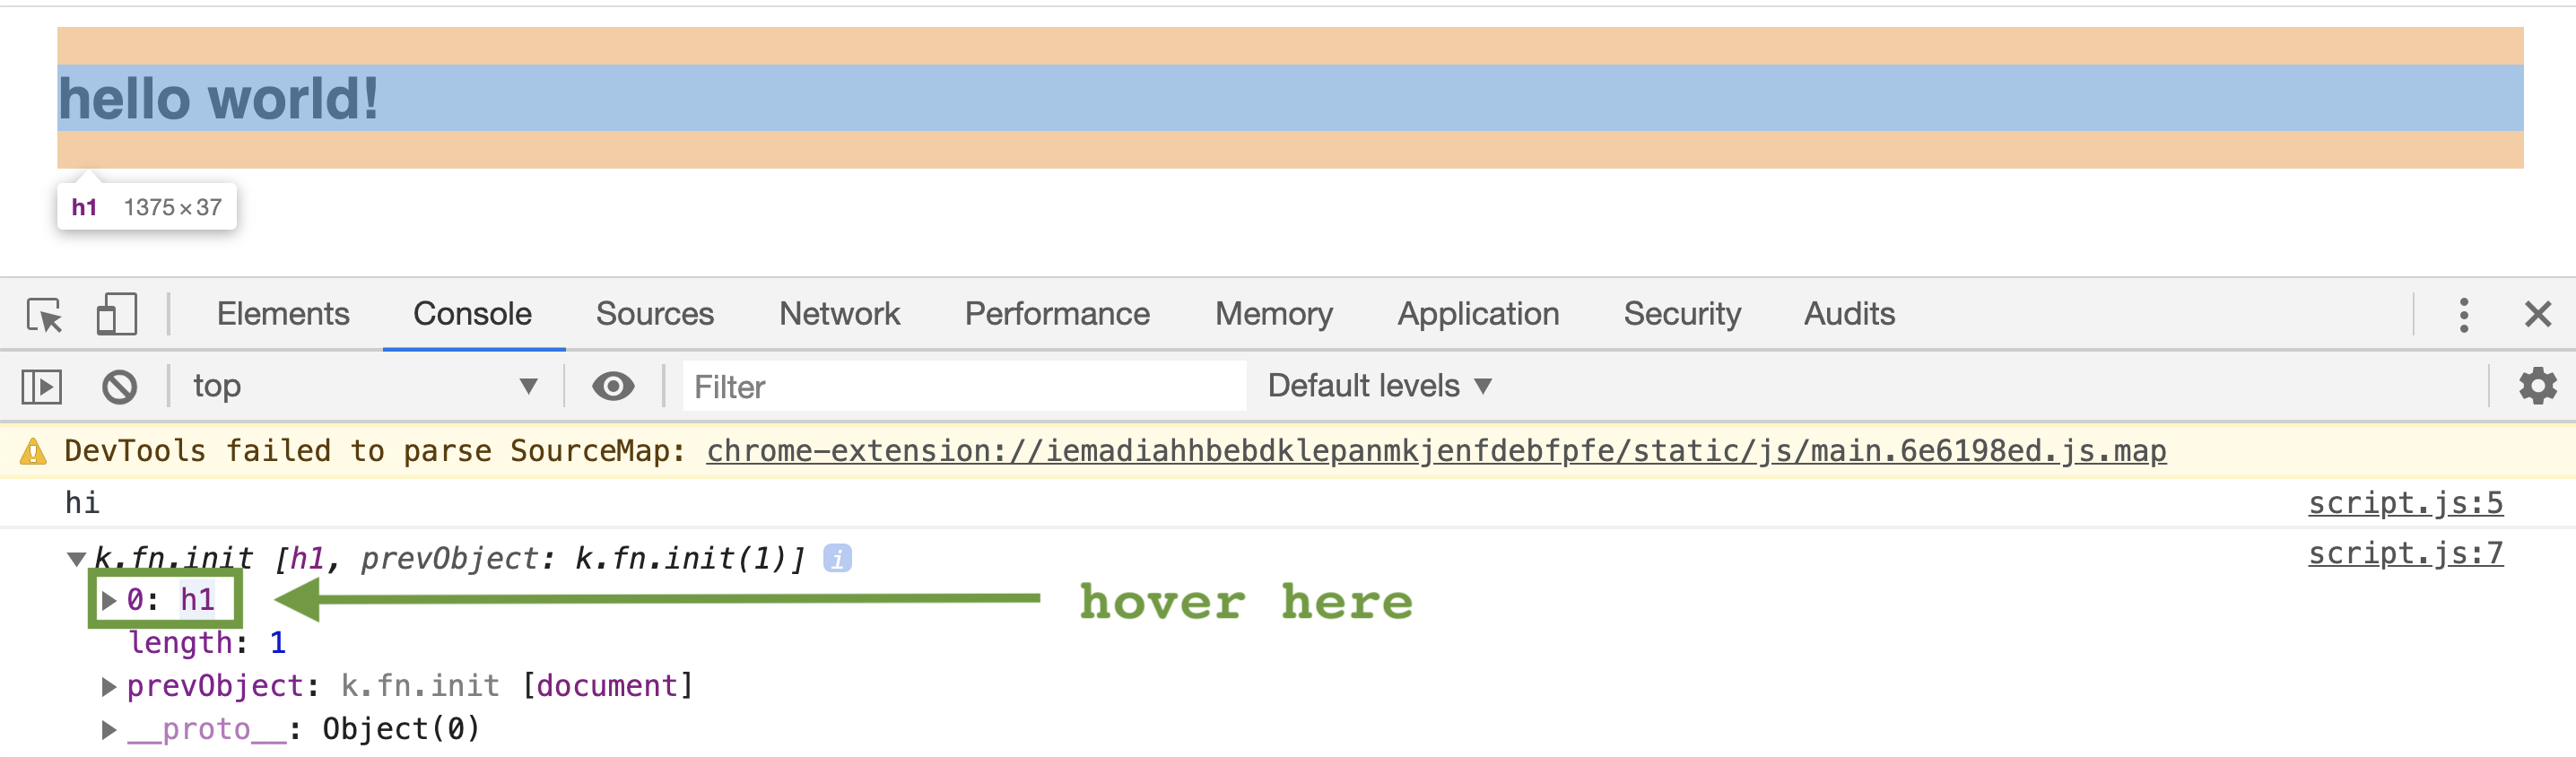 hello world!
h1 1375×37
Elements Console Sources Network Performance Memory Application Security Audits
top ▼ Filter Default levels ▼
DevTools failed to parse SourceMap: chrome-extension://iemadiahhbebdklepanmkjenfdebfpfe/static/js/main.6e6198ed.js.map
hi script.js:5
▼k.fn.init [h1, prevObject: k.fn.init(1)] i script.js:7
▶0: h1 hover here
length: 1
▶prevObject: k.fn.init [document]
▶__proto__: Object(0)